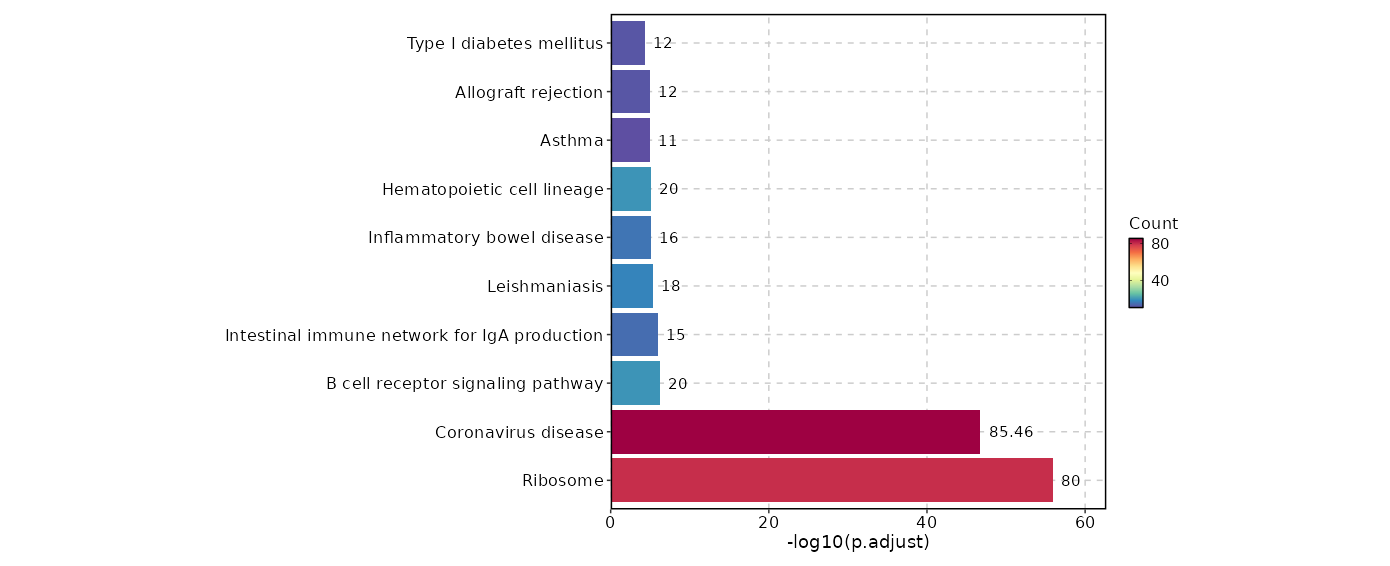 Type I diabetes mellitus 12
Allograft rejection 12
Asthma 11
Hematopoietic cell lineage 20
Inflammatory bowel disease 16
Leishmaniasis 18
Intestinal immune network for IgA production 15
B cell receptor signaling pathway 20
Coronavirus disease 85.46
Ribosome 80
0 20 40 60
-log10(p.adjust)
Count
80
40